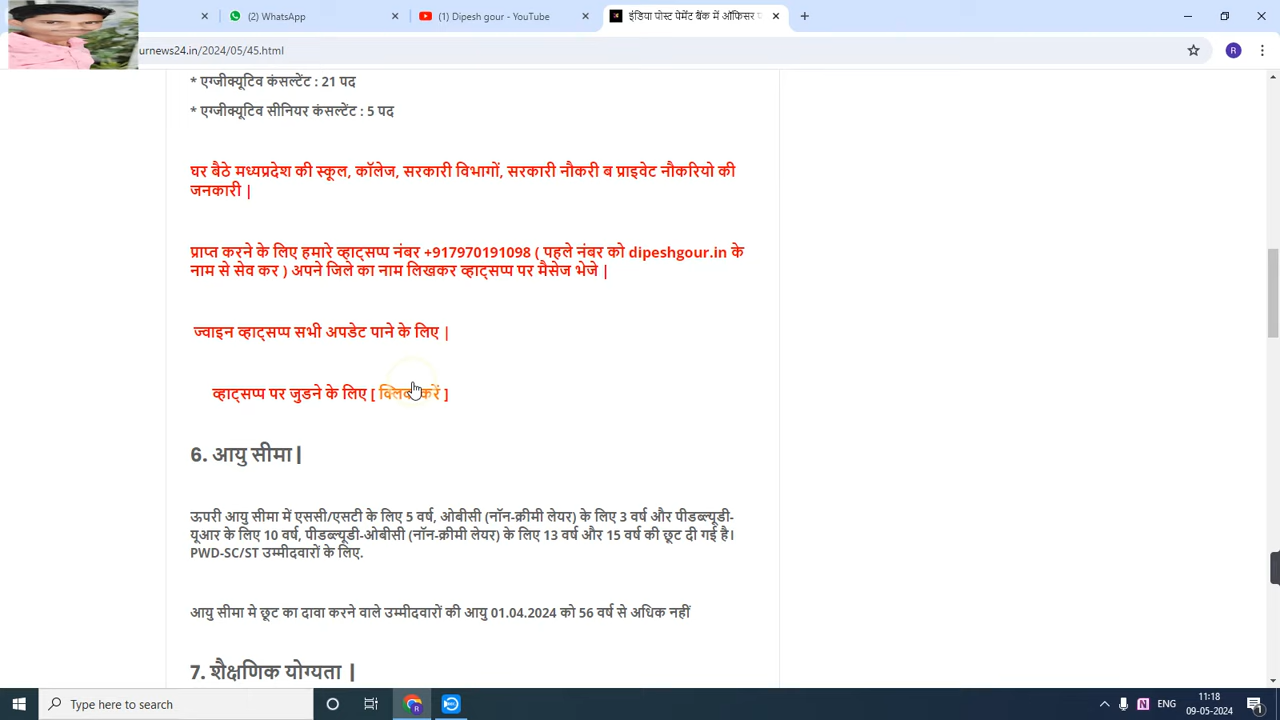 (2) WhatsApp
(1) Dipesh gour - YouTube
इंडिया पोस्ट पेमेंट बैंक में ऑफिसर प
urnews24.in/2024/05/45.html
R
* एग्जीक्यूटिव कंसल्टेंट : 21 पद
* एग्जीक्यूटिव सीनियर कंसल्टेंट : 5 पद
घर बैठे मध्यप्रदेश की स्कूल, कॉलेज, सरकारी विभागों, सरकारी नौकरी ब प्राइवेट नौकरियो की
जनकारी |
प्राप्त करने के लिए हमारे व्हाट्सप्प नंबर +917970191098 ( पहले नंबर को dipeshgour.in के
नाम से सेव कर ) अपने जिले का नाम लिखकर व्हाट्सप्प पर मैसेज भेजे |
ज्वाइन व्हाट्सप्प सभी अपडेट पाने के लिए |
व्हाट्सप्प पर जुडने के लिए [ क्लिक करें ]
6. आयु सीमा |
ऊपरी आयु सीमा में एससी/एसटी के लिए 5 वर्ष, ओबीसी (नॉन-क्रीमी लेयर) के लिए 3 वर्ष और पीडब्ल्यूडी-
यूआर के लिए 10 वर्ष, पीडब्ल्यूडी-ओबीसी (नॉन-क्रीमी लेयर) के लिए 13 वर्ष और 15 वर्ष की छूट दी गई है।
PWD-SC/ST उम्मीदवारों के लिए.
आयु सीमा मे छूट का दावा करने वाले उम्मीदवारों की आयु 01.04.2024 को 56 वर्ष से अधिक नहीं
7. शैक्षणिक योग्यता |
Type here to search
R
ENG
11:18
09-05-2024